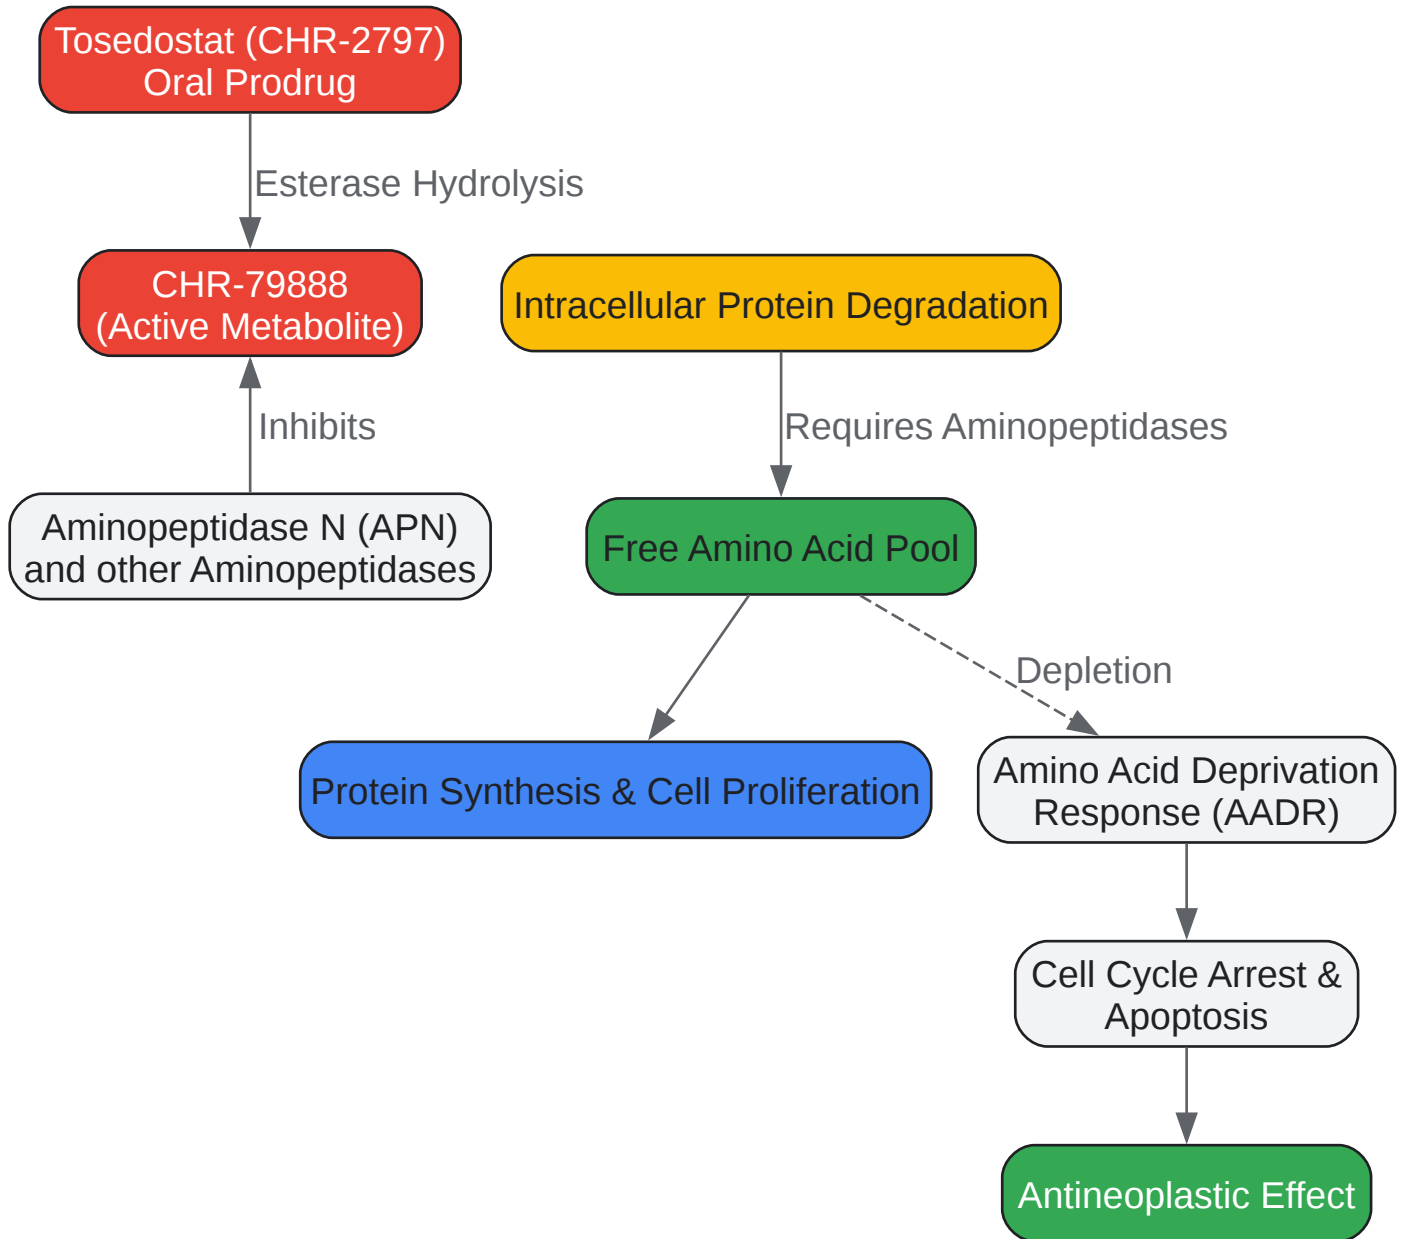 Tosedostat (CHR-2797)
Oral Prodrug
Esterase Hydrolysis
CHR-79888
(Active Metabolite)
Intracellular Protein Degradation
Inhibits
Requires Aminopeptidases
Aminopeptidase N (APN)
and other Aminopeptidases
Free Amino Acid Pool
Depletion
Protein Synthesis & Cell Proliferation
Amino Acid Deprivation
Response (AADR)
Cell Cycle Arrest &
Apoptosis
Antineoplastic Effect